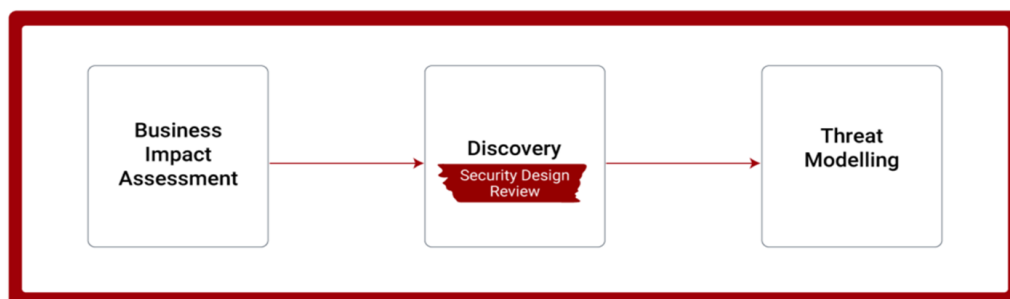 Business
Impact
Assessment
Discovery
Security Design
Review
Threat
Modelling